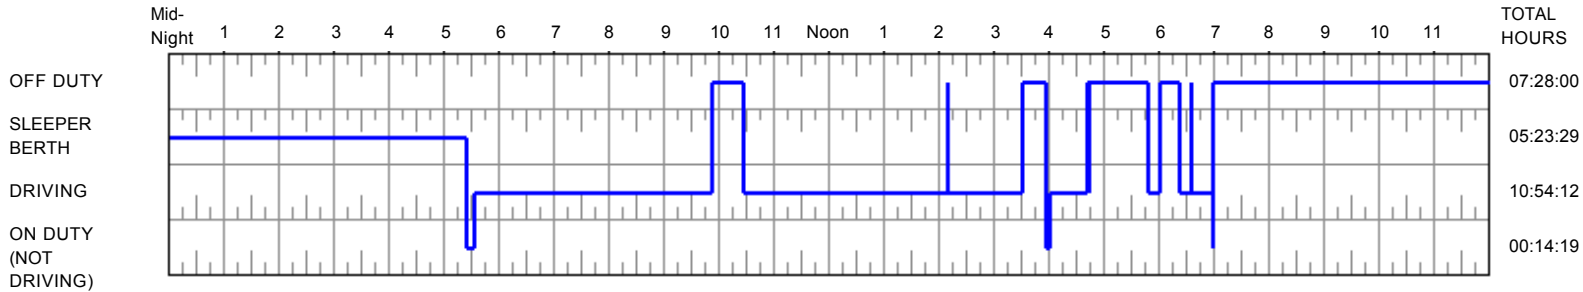 Mid-
Night 1 2 3 4 5 6 7 8 9 10 11 Noon 1 2 3 4 5 6 7 8 9 10 11
TOTAL
HOURS
OFF DUTY 07:28:00
SLEEPER
BERTH 05:23:29
DRIVING 10:54:12
ON DUTY
(NOT
DRIVING) 00:14:19